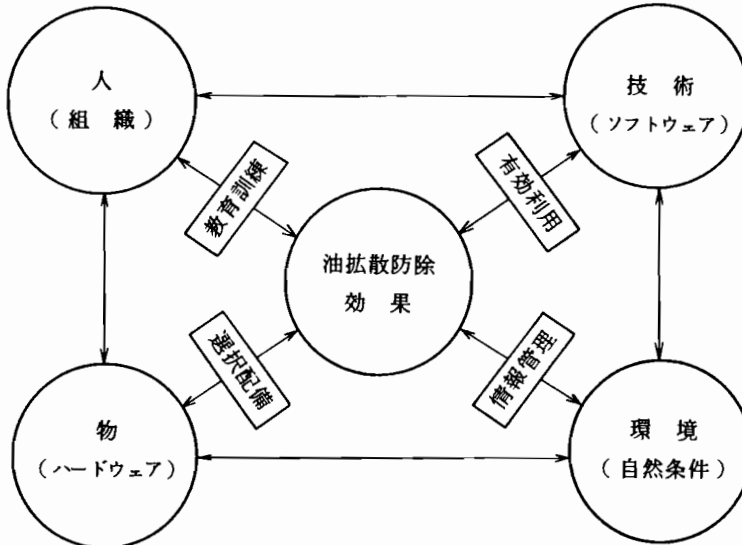 人
（組織）
技術
（ソフトウェア）
教育訓練
有効利用
油拡散防除
効果
選択配備
情報管理
物
（ハードウェア）
環境
（自然条件）